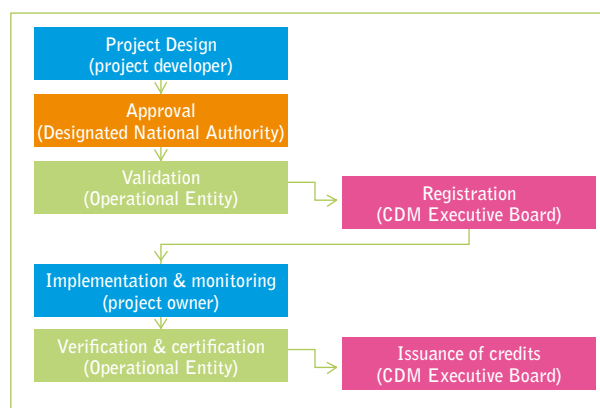 Project Design
(project developer)
Approval
(Designated National Authority)
Validation
(Operational Entity)
Registration
(CDM Executive Board)
Implementation & monitoring
(project owner)
Verification & certification
(Operational Entity)
Issuance of credits
(CDM Executive Board)